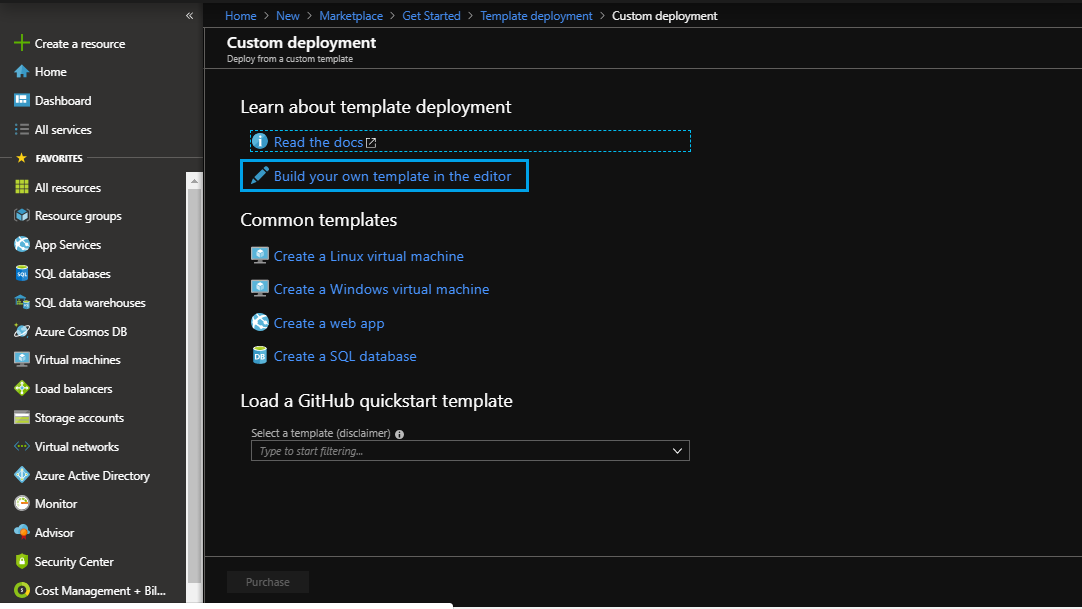 «
Create a resource
Home
Dashboard
All services
FAVORITES
All resources
Resource groups
App Services
SQL databases
SQL data warehouses
Azure Cosmos DB
Virtual machines
Load balancers
Storage accounts
Virtual networks
Azure Active Directory
Monitor
Advisor
Security Center
Cost Management + Bil...
Home > New > Marketplace > Get Started > Template deployment > Custom deployment
Custom deployment
Deploy from a custom template
Learn about template deployment
Read the docs
Build your own template in the editor
Common templates
Create a Linux virtual machine
Create a Windows virtual machine
Create a web app
Create a SQL database
Load a GitHub quickstart template
Select a template (disclaimer)
Type to start filtering...
Purchase